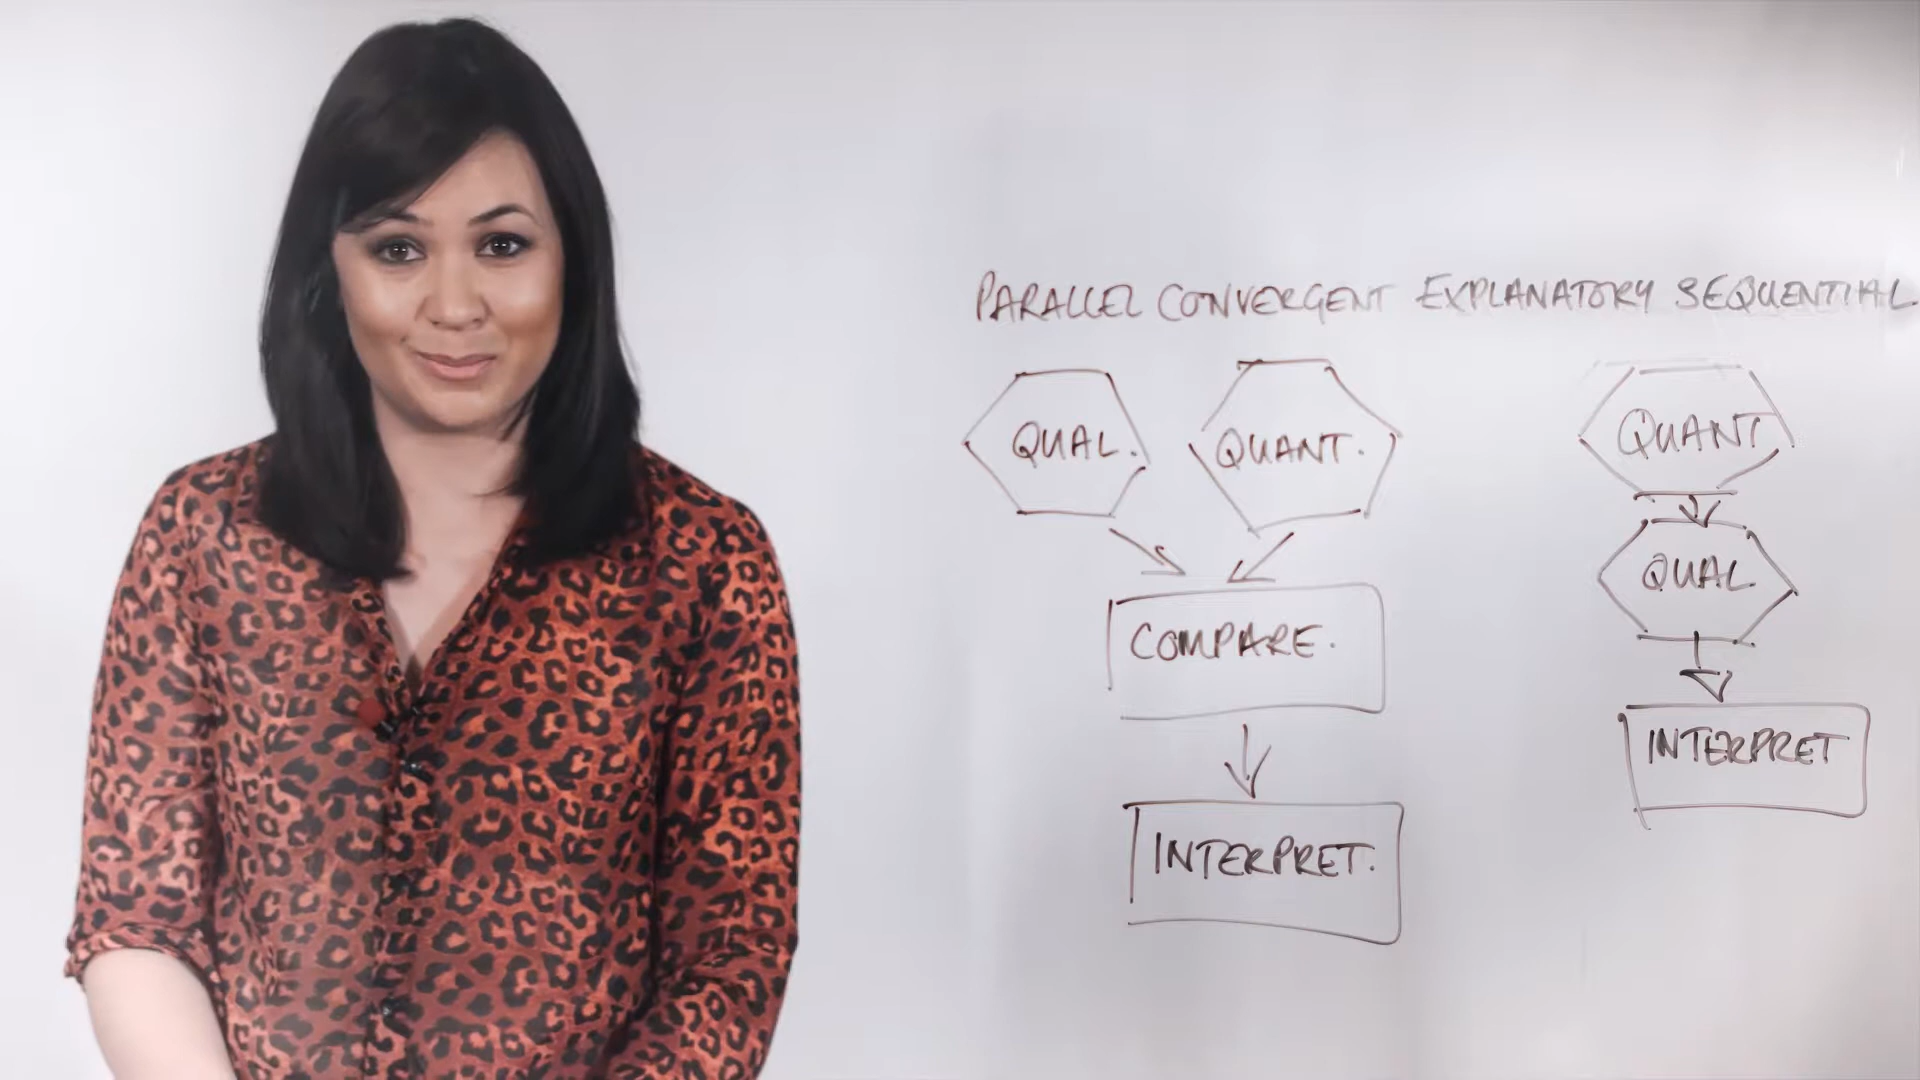 PARALLEL CONVERGENT
QUAL. QUANT.
COMPARE.
INTERPRET.
EXPLANATORY SEQUENTIAL
QUANT
QUAL
INTERPRET